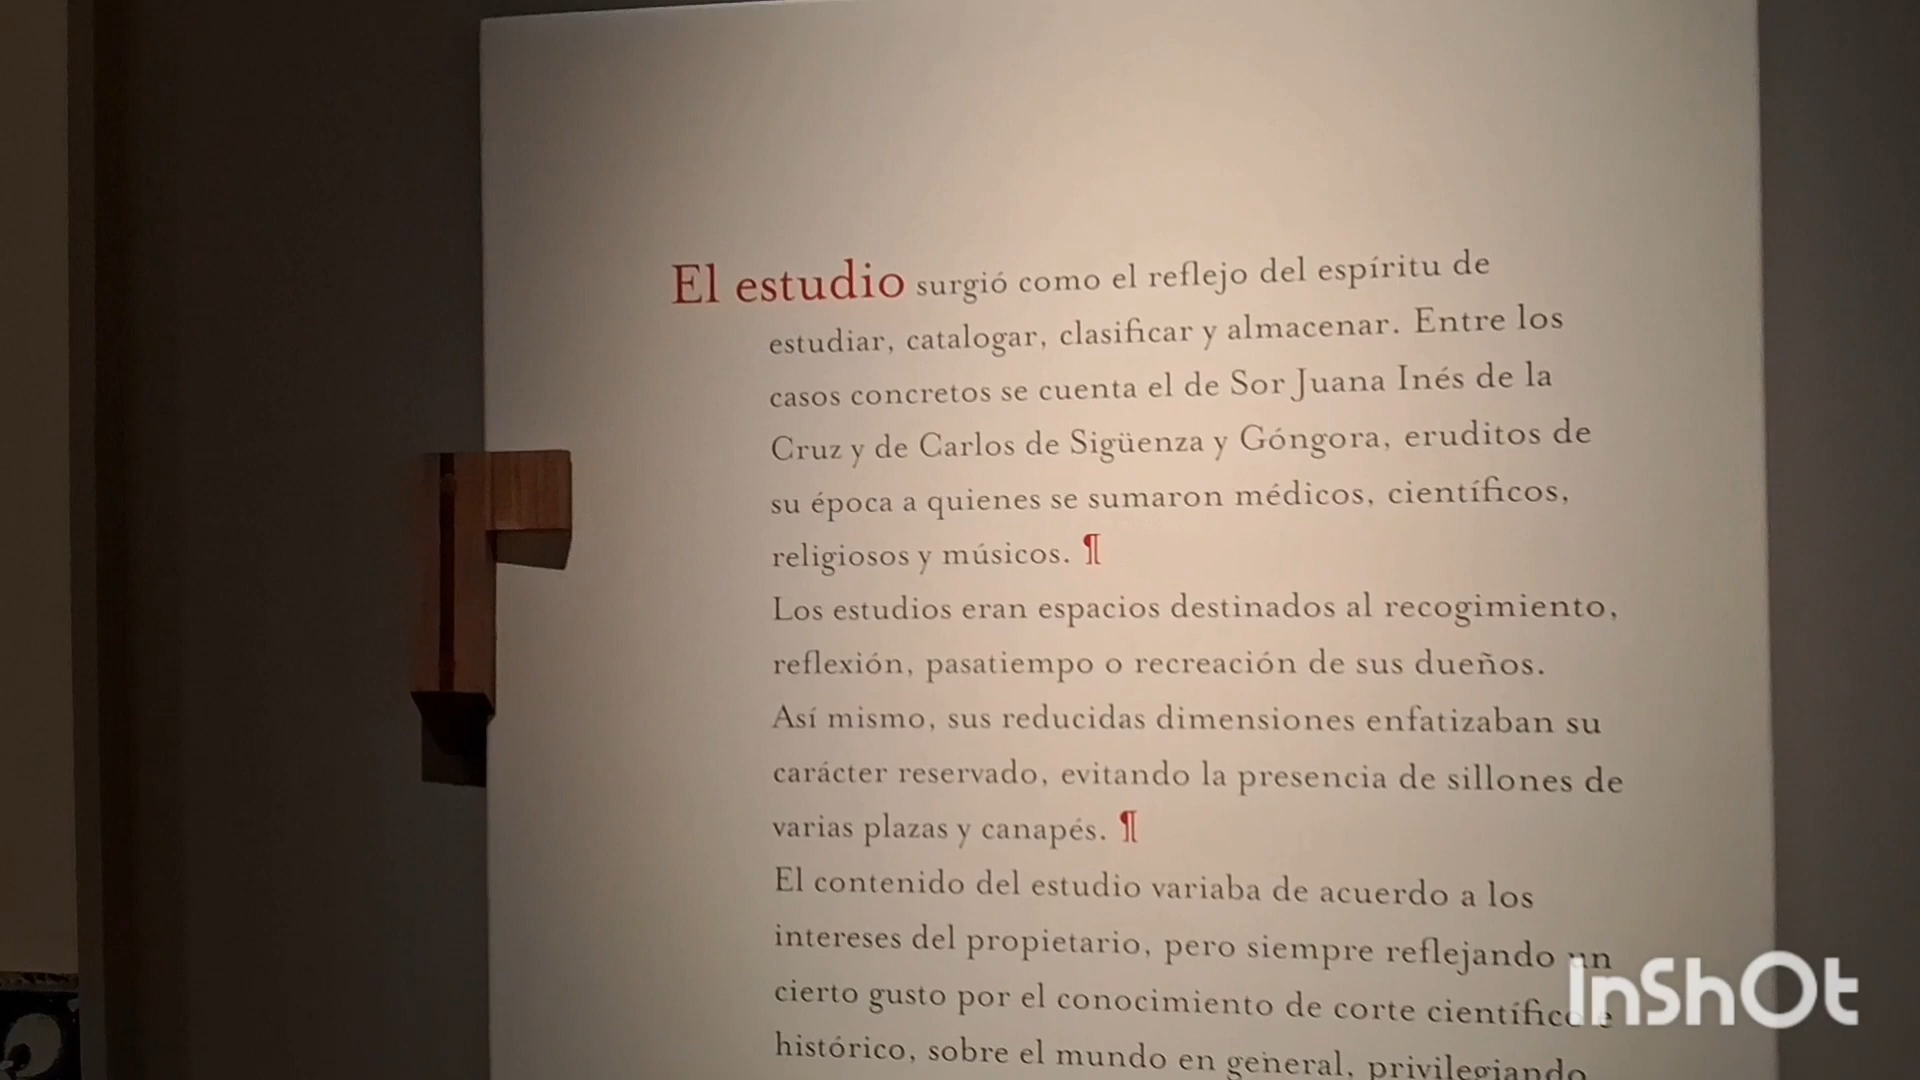 El estudio surgió como el reflejo del espíritu de
estudiar, catalogar, clasificar y almacenar. Entre los
casos concretos se cuenta el de Sor Juana Inés de la
Cruz y de Carlos de Sigüenza y Góngora, eruditos de
su época a quienes se sumaron médicos, científicos,
religiosos y músicos. ¶
Los estudios eran espacios destinados al recogimiento,
reflexión, pasatiempo o recreación de sus dueños.
Así mismo, sus reducidas dimensiones enfatizaban su
carácter reservado, evitando la presencia de sillones de
varias plazas y canapés. ¶
El contenido del estudio variaba de acuerdo a los
intereses del propietario, pero siempre reflejando un
cierto gusto por el conocimiento de corte científico e
histórico, sobre el mundo en general, privilegiando
InShOt